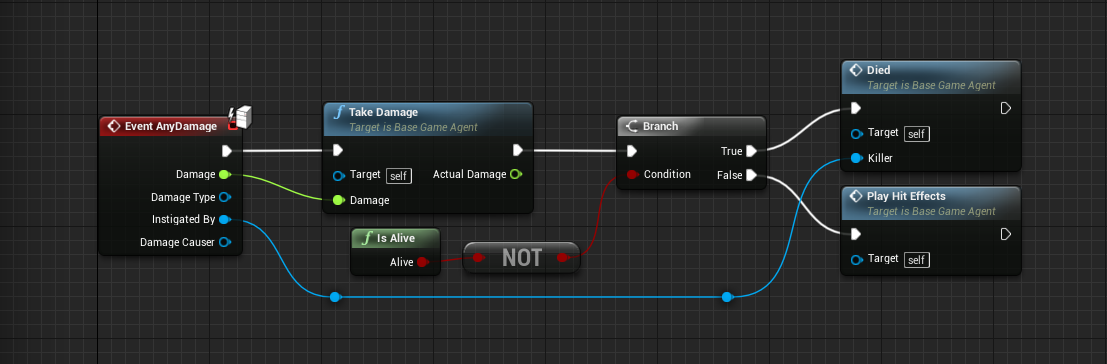 Event AnyDamage
Damage
Damage Type
Instigated By
Damage Causer
Take Damage
Target is Base Game Agent
Target self
Actual Damage
Damage
Is Alive
Alive
NOT
Branch
True
Condition
False
Died
Target is Base Game Agent
Target self
Killer
Play Hit Effects
Target is Base Game Agent
Target self